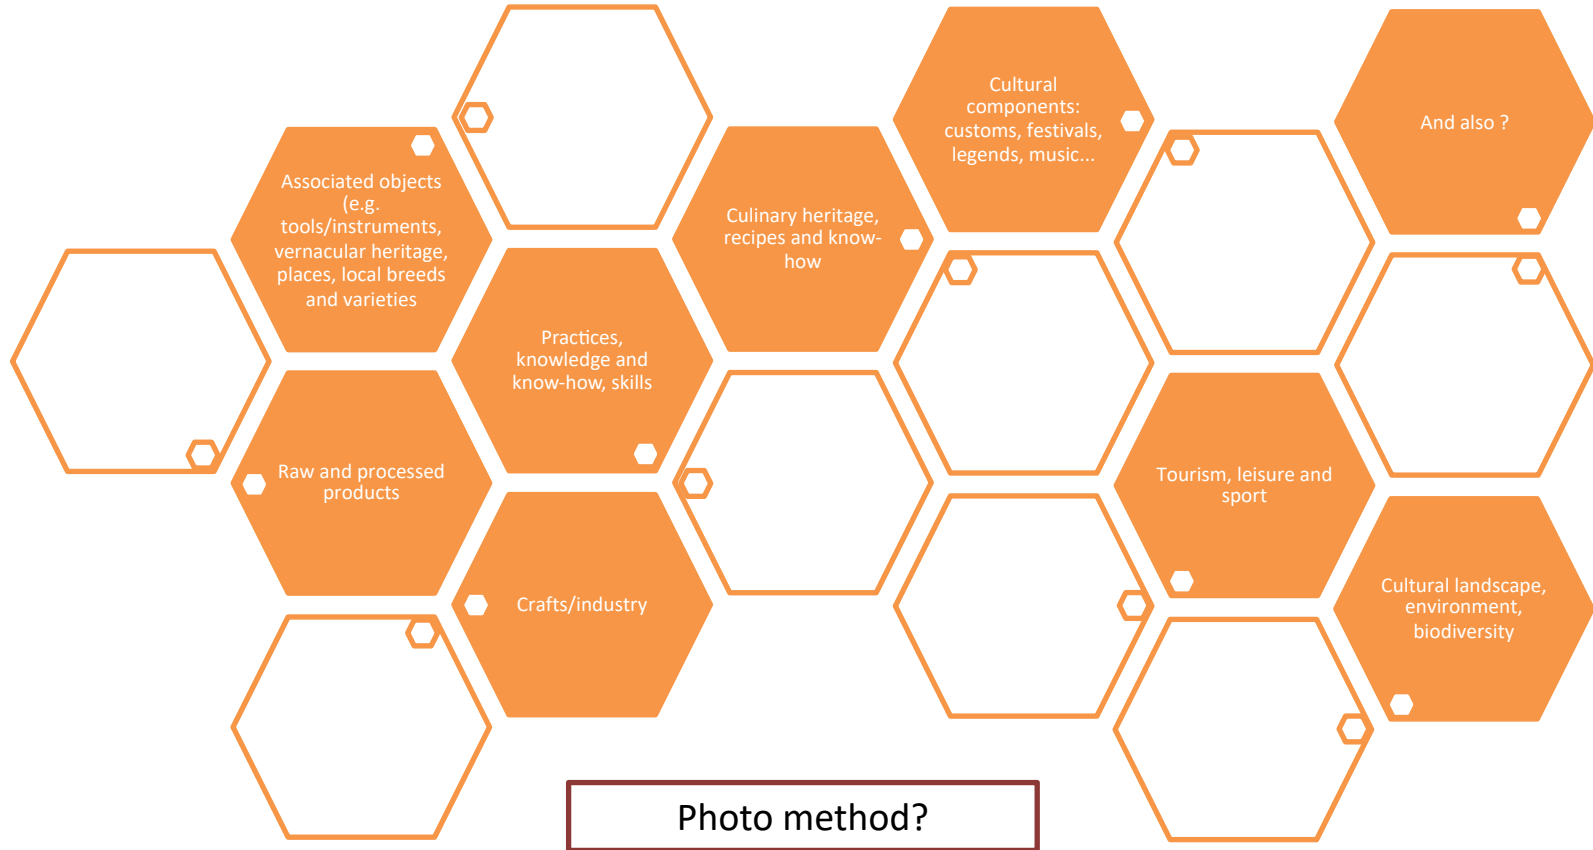 Cultural
components:
customs, festivals,
legends, music...
And also ?
Associated objects
(e.g.
tools/instruments,
vernacular heritage,
places, local breeds
and varieties
Culinary heritage,
recipes and know-
how
Practices,
knowledge and
know-how, skills
Raw and processed
products
Tourism, leisure and
sport
Crafts/industry
Cultural landscape,
environment,
biodiversity
Photo method?